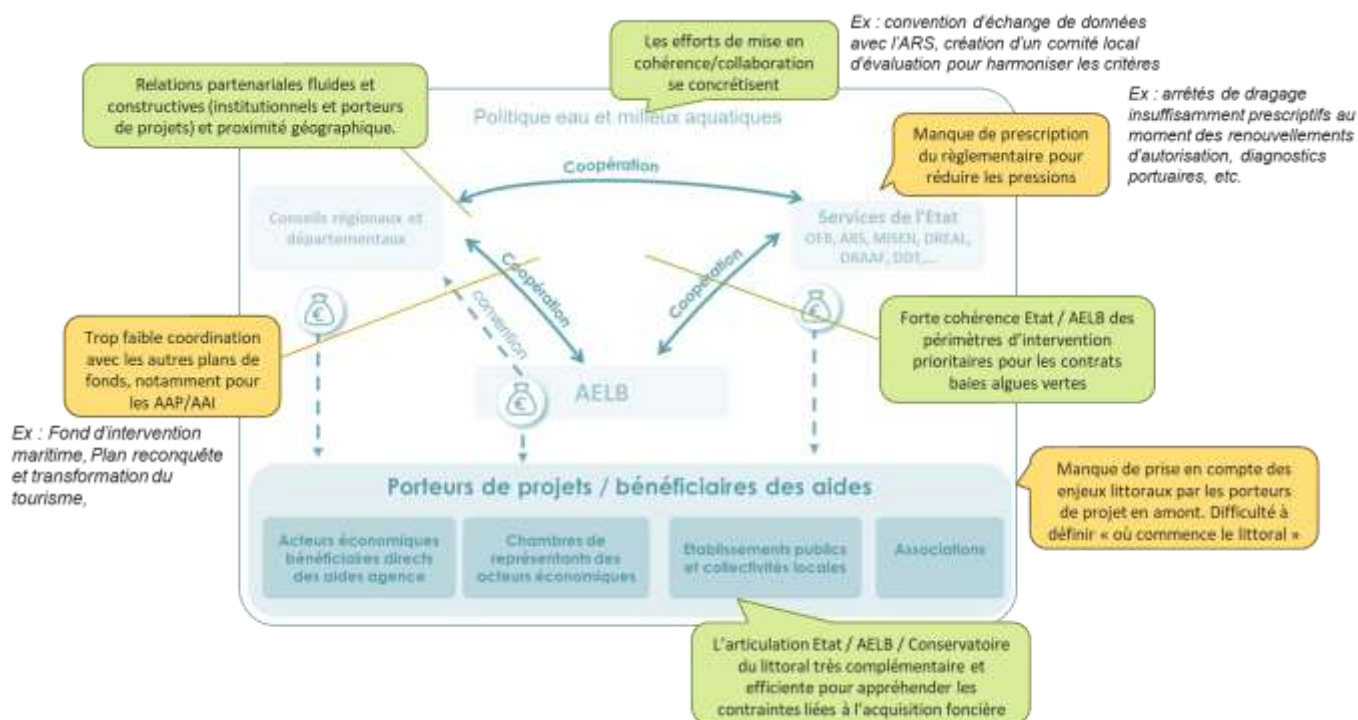 Ex : convention d'échange de données
avec l'ARS, création d'un comité local
d'évaluation pour harmoniser les critères
Les efforts de mise en
cohérence/collaboration
se concrétisent
Relations partenariales fluides et
constructives (institutionnels et porteurs
de projets) et proximité géographique.
Politique eau et milieux aquatiques
Ex : arrêtés de dragage
insuffisamment prescriptifs au
moment des renouvellements
d'autorisation, diagnostics
portuaires, etc.
Manque de prescription
du règlementaire pour
réduire les pressions
Coopération
Conseils régionaux et
départementaux
Services de l'Etat
OFB, ARS, MISEN, DREAL,
DRAAF, DDT,...
Coopération
Coopération
convention
€
€
€
Trop faible coordination
avec les autres plans de
fonds, notamment pour
les AAP/AAI
Forte cohérence Etat / AELB des
périmètres d'intervention
prioritaires pour les contrats
baies algues vertes
AELB
Ex : Fond d'intervention
maritime, Plan reconquête
et transformation du
tourisme,
Manque de prise en compte des
enjeux littoraux par les porteurs
de projet en amont. Difficulté à
définir « où commence le littoral »
Porteurs de projets / bénéficiaires des aides
Acteurs économiques
bénéficiaires directs
des aides agence
Chambres de
représentants des
acteurs économiques
Etablissements publics
et collectivités locales
Associations
L'articulation Etat / AELB / Conservatoire
du littoral très complémentaire et
efficiente pour appréhender les
contraintes liées à l'acquisition foncière